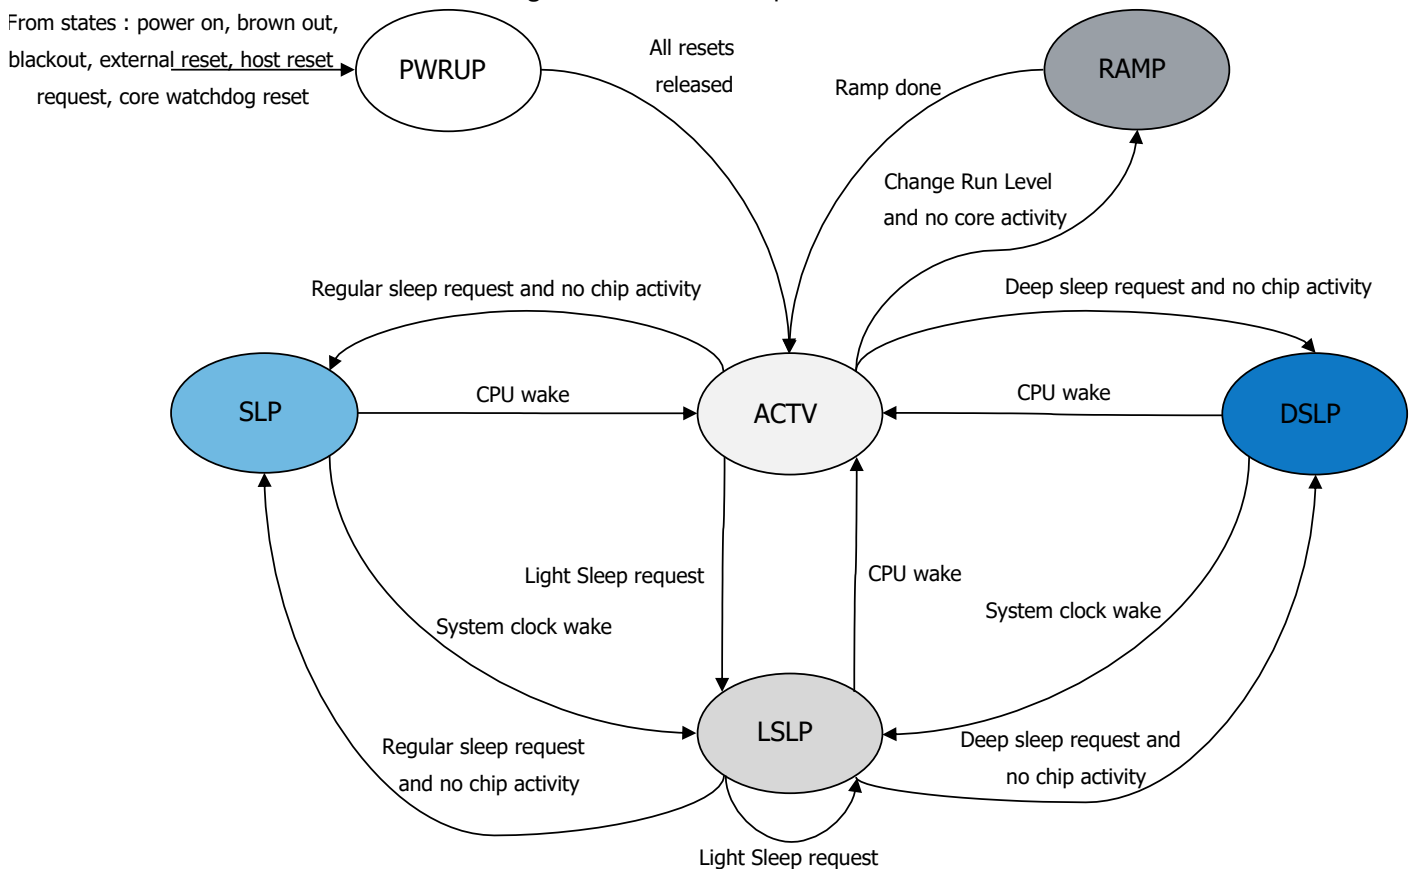 From states : power on, brown out,
blackout, external reset, host reset
request, core watchdog reset
PWRUP
All resets
released
Ramp done
RAMP
Change Run Level
and no core activity
Regular sleep request and no chip activity
Deep sleep request and no chip activity
SLP
CPU wake
ACTV
CPU wake
DSLP
Light Sleep request
CPU wake
System clock wake
System clock wake
LSLP
Regular sleep request
and no chip activity
Deep sleep request and
no chip activity
Light Sleep request